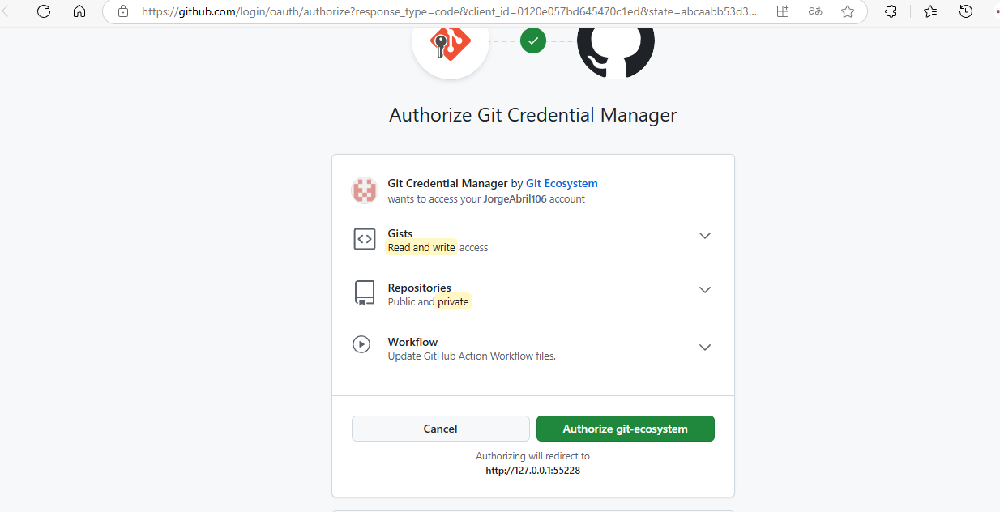 https://github.com/login/oauth/authorize?response_type=code&client_id=0120e057bd645470c1ed&state=abcaabb53d3...
Authorize Git Credential Manager
Git Credential Manager by Git Ecosystem
wants to access your JorgeAbril106 account
Gists
Read and write access
Repositories
Public and private
Workflow
Update GitHub Action Workflow files.
Cancel
Authorize git-ecosystem
Authorizing will redirect to
http://127.0.0.1:55228